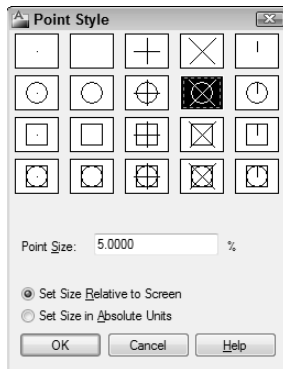 Point Style
Point Size: 5.0000 %
Set Size Relative to Screen
Set Size in Absolute Units
OK Cancel Help